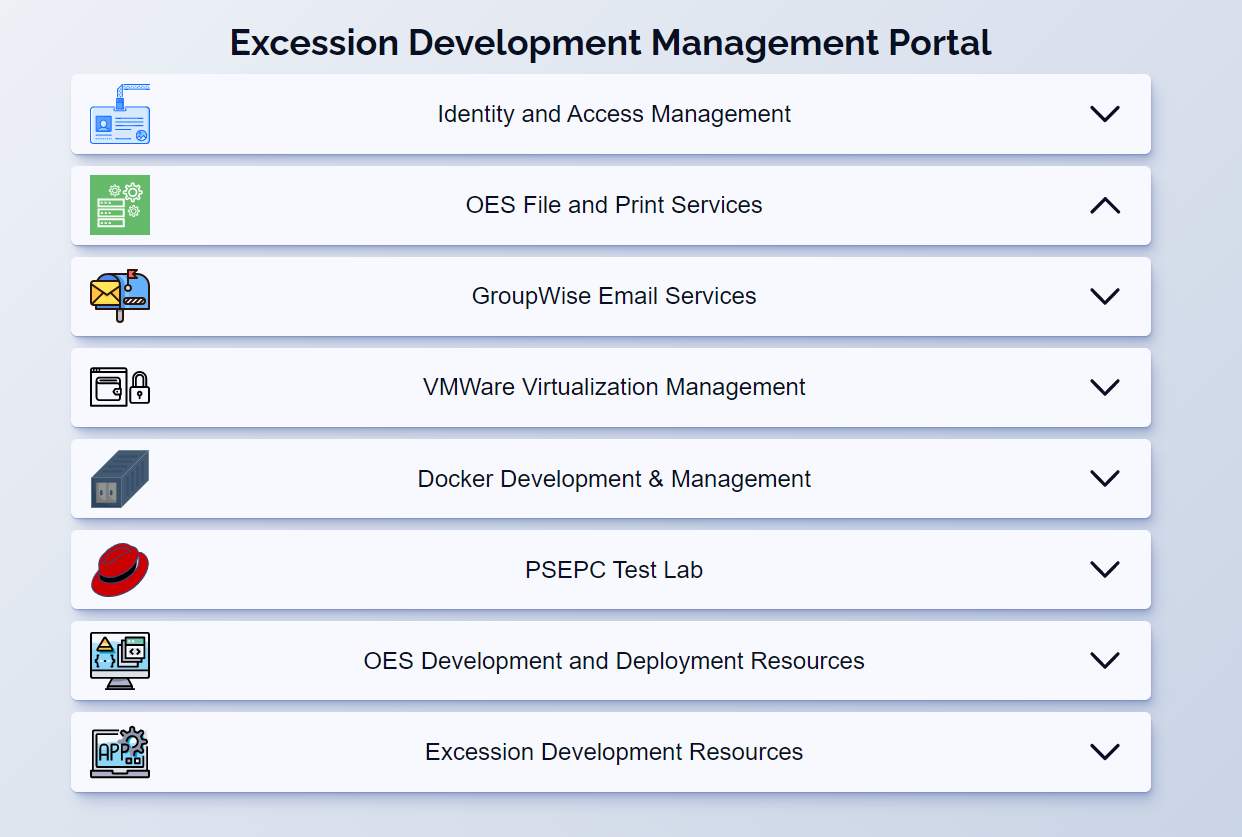 Excession Development Management Portal
Identity and Access Management
OES File and Print Services
GroupWise Email Services
VMWare Virtualization Management
Docker Development & Management
PSEPC Test Lab
OES Development and Deployment Resources
APP
Excession Development Resources